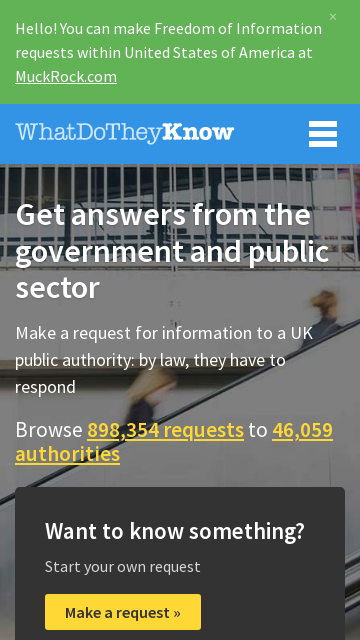 Hello! You can make Freedom of Information
×
requests within United States of America at
MuckRock.com
WhatDoTheyKnow
Get answers from the
government and public
sector
Make a request for information to a UK
public authority: by law, they have to
respond
Browse 898,354 requests to 46,059
authorities
Want to know something?
Start your own request
Make a request »